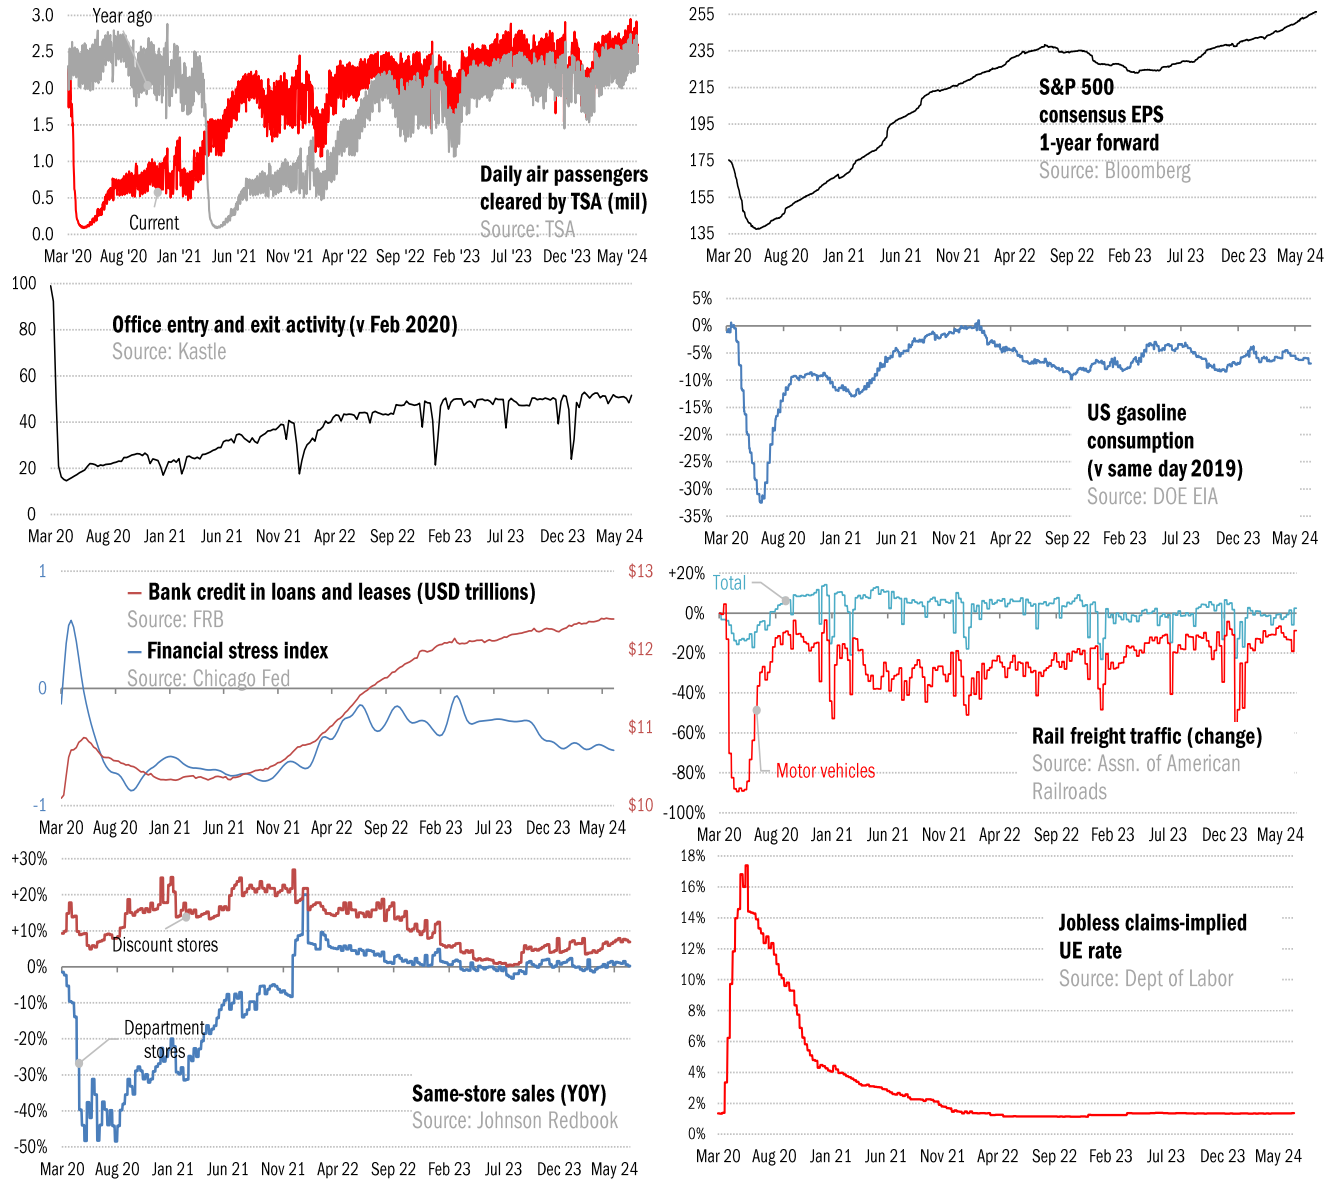 3.0
2.5
2.0
1.5
1.0
0.5
0.0
Year ago
Current
Daily air passengers
cleared by TSA (mil)
Source: TSA
Mar '20 Aug '20 Jan '21 Jun '21 Nov '21 Apr '22 Sep '22 Feb '23 Jul '23 Dec '23 May '24
255
235
215
195
175
155
135
S&P 500
consensus EPS
1-year forward
Source: Bloomberg
Mar 20 Aug 20 Jan 21 Jun 21 Nov 21 Apr 22 Sep 22 Feb 23 Jul 23 Dec 23 May 24
100
80
60
40
20
0
Office entry and exit activity (v Feb 2020)
Source: Kastle
Mar 20 Aug 20 Jan 21 Jun 21 Nov 21 Apr 22 Sep 22 Feb 23 Jul 23 Dec 23 May 24
5%
0%
-5%
-10%
-15%
-20%
-25%
-30%
-35%
US gasoline
consumption
(v same day 2019)
Source: DOE EIA
Mar 20 Aug 20 Jan 21 Jun 21 Nov 21 Apr 22 Sep 22 Feb 23 Jul 23 Dec 23 May 24
1
0
-1
Bank credit in loans and leases (USD trillions)
Source: FRB
Financial stress index
Source: Chicago Fed
$13
$12
$11
$10
Mar 20 Aug 20 Jan 21 Jun 21 Nov 21 Apr 22 Sep 22 Feb 23 Jul 23 Dec 23 May 24
+20%
0%
-20%
-40%
-60%
-80%
-100%
Total
Motor vehicles
Rail freight traffic (change)
Source: Assn. of American
Railroads
Mar 20 Aug 20 Jan 21 Jun 21 Nov 21 Apr 22 Sep 22 Feb 23 Jul 23 Dec 23 May 24
+30%
+20%
+10%
0%
-10%
-20%
-30%
-40%
-50%
Discount stores
Department
stores
Same-store sales (YOY)
Source: Johnson Redbook
Mar 20 Aug 20 Jan 21 Jun 21 Nov 21 Apr 22 Sep 22 Feb 23 Jul 23 Dec 23 May 24
18%
16%
14%
12%
10%
8%
6%
4%
2%
0%
Jobless claims-implied
UE rate
Source: Dept of Labor
Mar 20 Aug 20 Jan 21 Jun 21 Nov 21 Apr 22 Sep 22 Feb 23 Jul 23 Dec 23 May 24